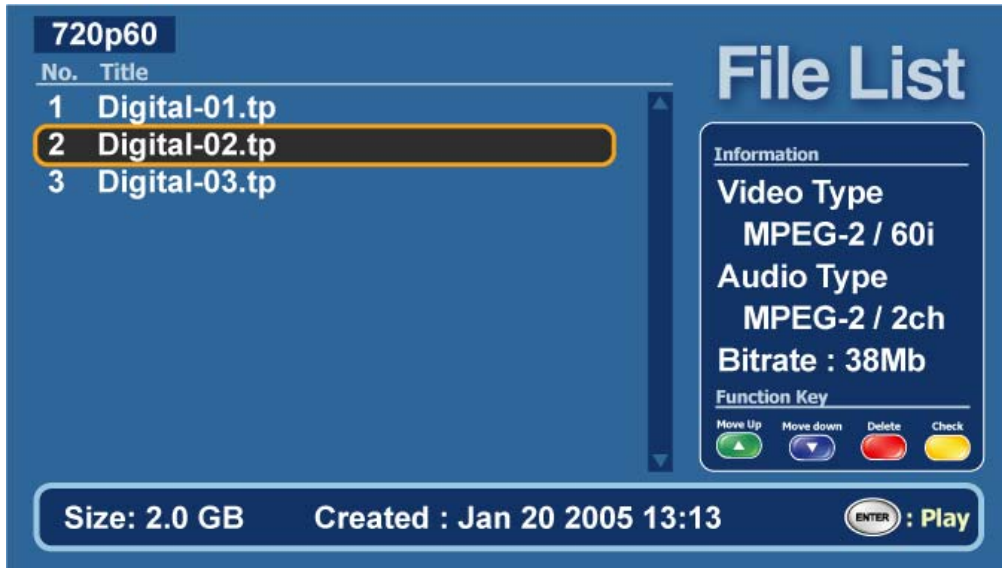 720p60
File List
No. Title
1 Digital-01.tp
2 Digital-02.tp
3 Digital-03.tp
Information
Video Type
MPEG-2 / 60i
Audio Type
MPEG-2 / 2ch
Bitrate : 38Mb
Function Key
Move Up Move down Delete Check
Size: 2.0 GB Created : Jan 20 2005 13:13 ENTER : Play